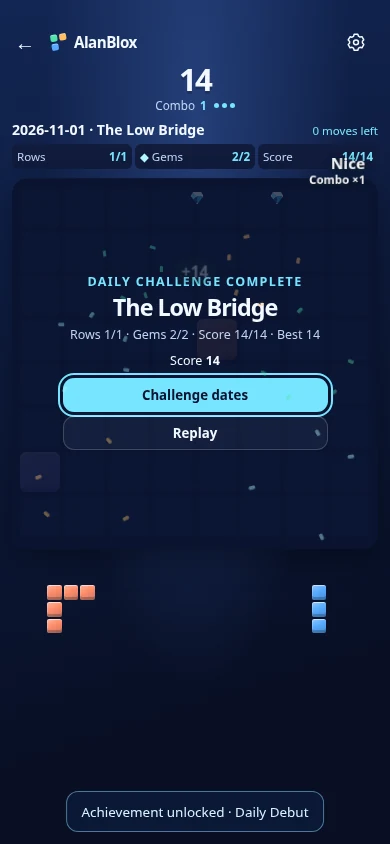 ← AlanBlox
14
Combo 1
2026-11-01 · The Low Bridge 0 moves left
Rows 1/1 ◆ Gems 2/2 Score 14/14
Nice
Combo ×1
+14
DAILY CHALLENGE COMPLETE
The Low Bridge
Rows 1/1 · Gems 2/2 · Score 14/14 · Best 14
Score 14
Challenge dates
Replay
Achievement unlocked · Daily Debut